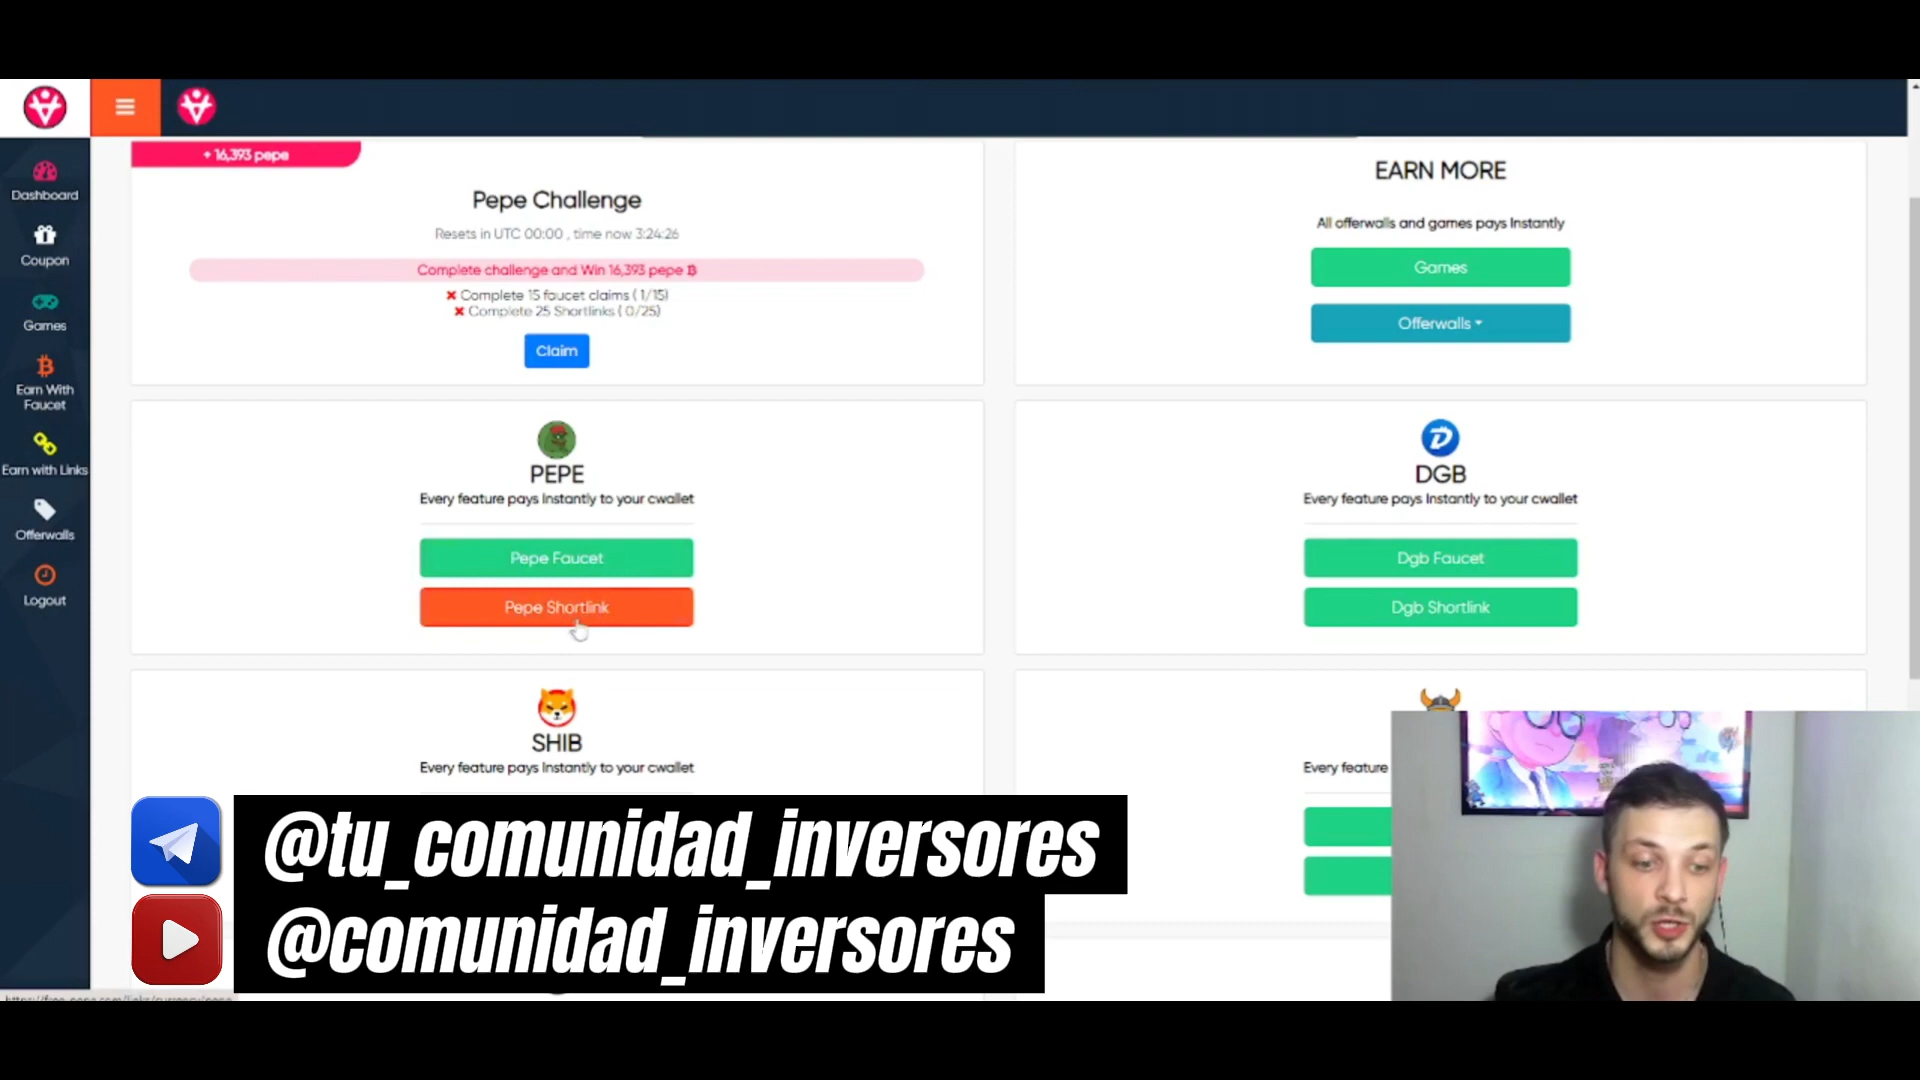 + 16,393 pepe
Pepe Challenge
Resets in UTC 00:00 , time now 3:24:26
Complete challenge and Win 16,393 pepe
Complete 15 faucet claims ( 1/15)
Complete 25 Shortlinks ( 0/25)
Claim
EARN MORE
All offerwalls and games pays Instantly
Games
Offerwalls
Dashboard
Coupon
Games
Earn With
Faucet
Earn with Links
Offerwalls
Logout
PEPE
Every feature pays Instantly to your cwallet
Pepe Faucet
Pepe Shortlink
DGB
Every feature pays Instantly to your cwallet
Dgb Faucet
Dgb Shortlink
SHIB
Every feature pays Instantly to your cwallet
Every feature
@tu_comunidad_inversores
@comunidad_inversores